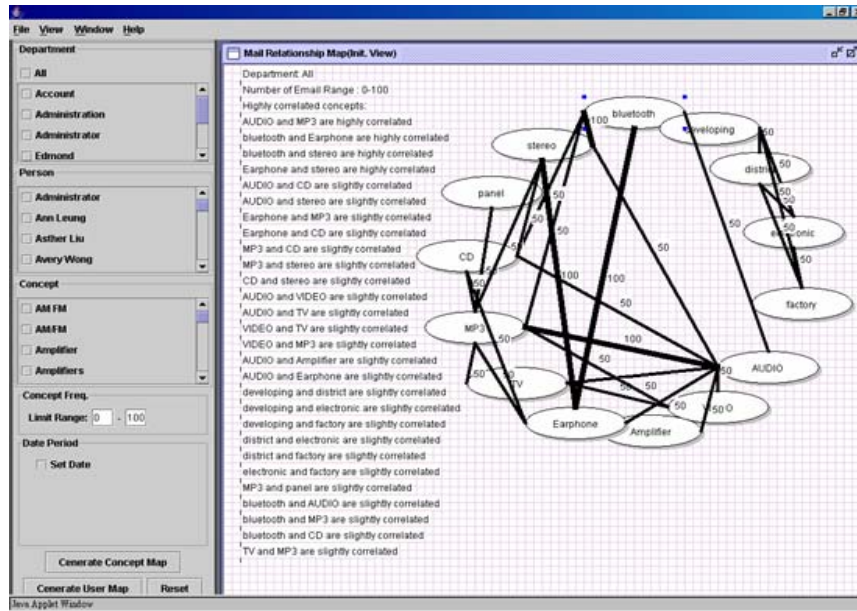 File View Window Help
Department
All
Account
Administration
Administrator
Edmond
Person
Administrator
Ann Leung
Asther Liu
Avery Wong
Concept
AM FM
AM/FM
Amplifier
Amplifiers
Concept Freq.
Limit Range: 0 - 100
Date Period
Set Date
Generate Concept Map
Generate User Map Reset
Java Applet Window
Mail Relationship Map(Init. View)
Department: All
Number of Email Range : 0-100
Highly correlated concepts:
AUDIO and MP3 are highly correlated
bluetooth and Earphone are highly correlated
bluetooth and stereo are highly correlated
Earphone and stereo are highly correlated
AUDIO and CD are slightly correlated
AUDIO and stereo are slightly correlated
Earphone and MP3 are slightly correlated
Earphone and CD are slightly correlated
MP3 and CD are slightly correlated
MP3 and stereo are slightly correlated
CD and stereo are slightly correlated
AUDIO and VIDEO are slightly correlated
AUDIO and TV are slightly correlated
VIDEO and TV are slightly correlated
VIDEO and MP3 are slightly correlated
AUDIO and Amplifier are slightly correlated
AUDIO and Earphone are slightly correlated
developing and district are slightly correlated
developing and electronic are slightly correlated
developing and factory are slightly correlated
district and electronic are slightly correlated
district and factory are slightly correlated
electronic and factory are slightly correlated
MP3 and panel are slightly correlated
bluetooth and AUDIO are slightly correlated
bluetooth and MP3 are slightly correlated
bluetooth and CD are slightly correlated
TV and MP3 are slightly correlated
bluetooth
100
developing
50
stereo
50
district
50
panel
50
50
50
50
50
electronic
50
50
50
CD
50
50
100
100
factory
50
50
MP3
100
50
50
AUDIO
50
TV
50
50
50
50
50
VIDEO
Earphone
Amplifier